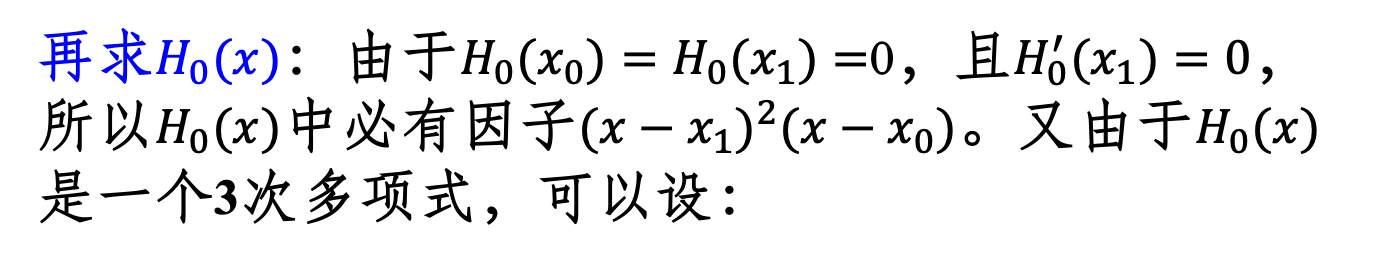 再求𝐻₀(𝑥)：由于𝐻₀(𝑥₀) = 𝐻₀(𝑥₁) =0，且𝐻₀′(𝑥₁) = 0，
所以𝐻₀(𝑥)中必有因子(𝑥 − 𝑥₁)²(𝑥 − 𝑥₀)。又由于𝐻₀(𝑥)
是一个3次多项式，可以设：